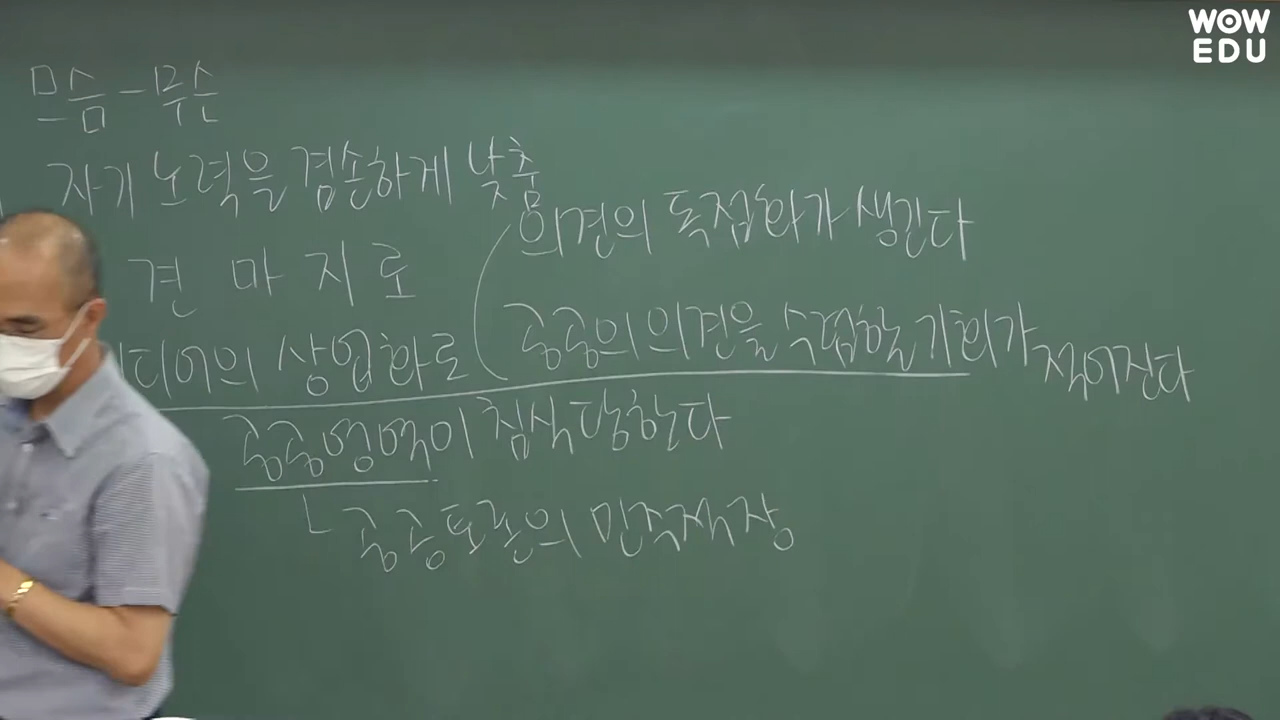 WOW
EDU
므슴 - 무슨
자기 노력을 겸손하게 낮춤
견 마 지 로
디어의 상업화로
의견의 독점화가 생긴다
공중의 의견을 수렴하는 기회가 적어진다
공공영역이 침식당한다
공공토론의 민주적 장